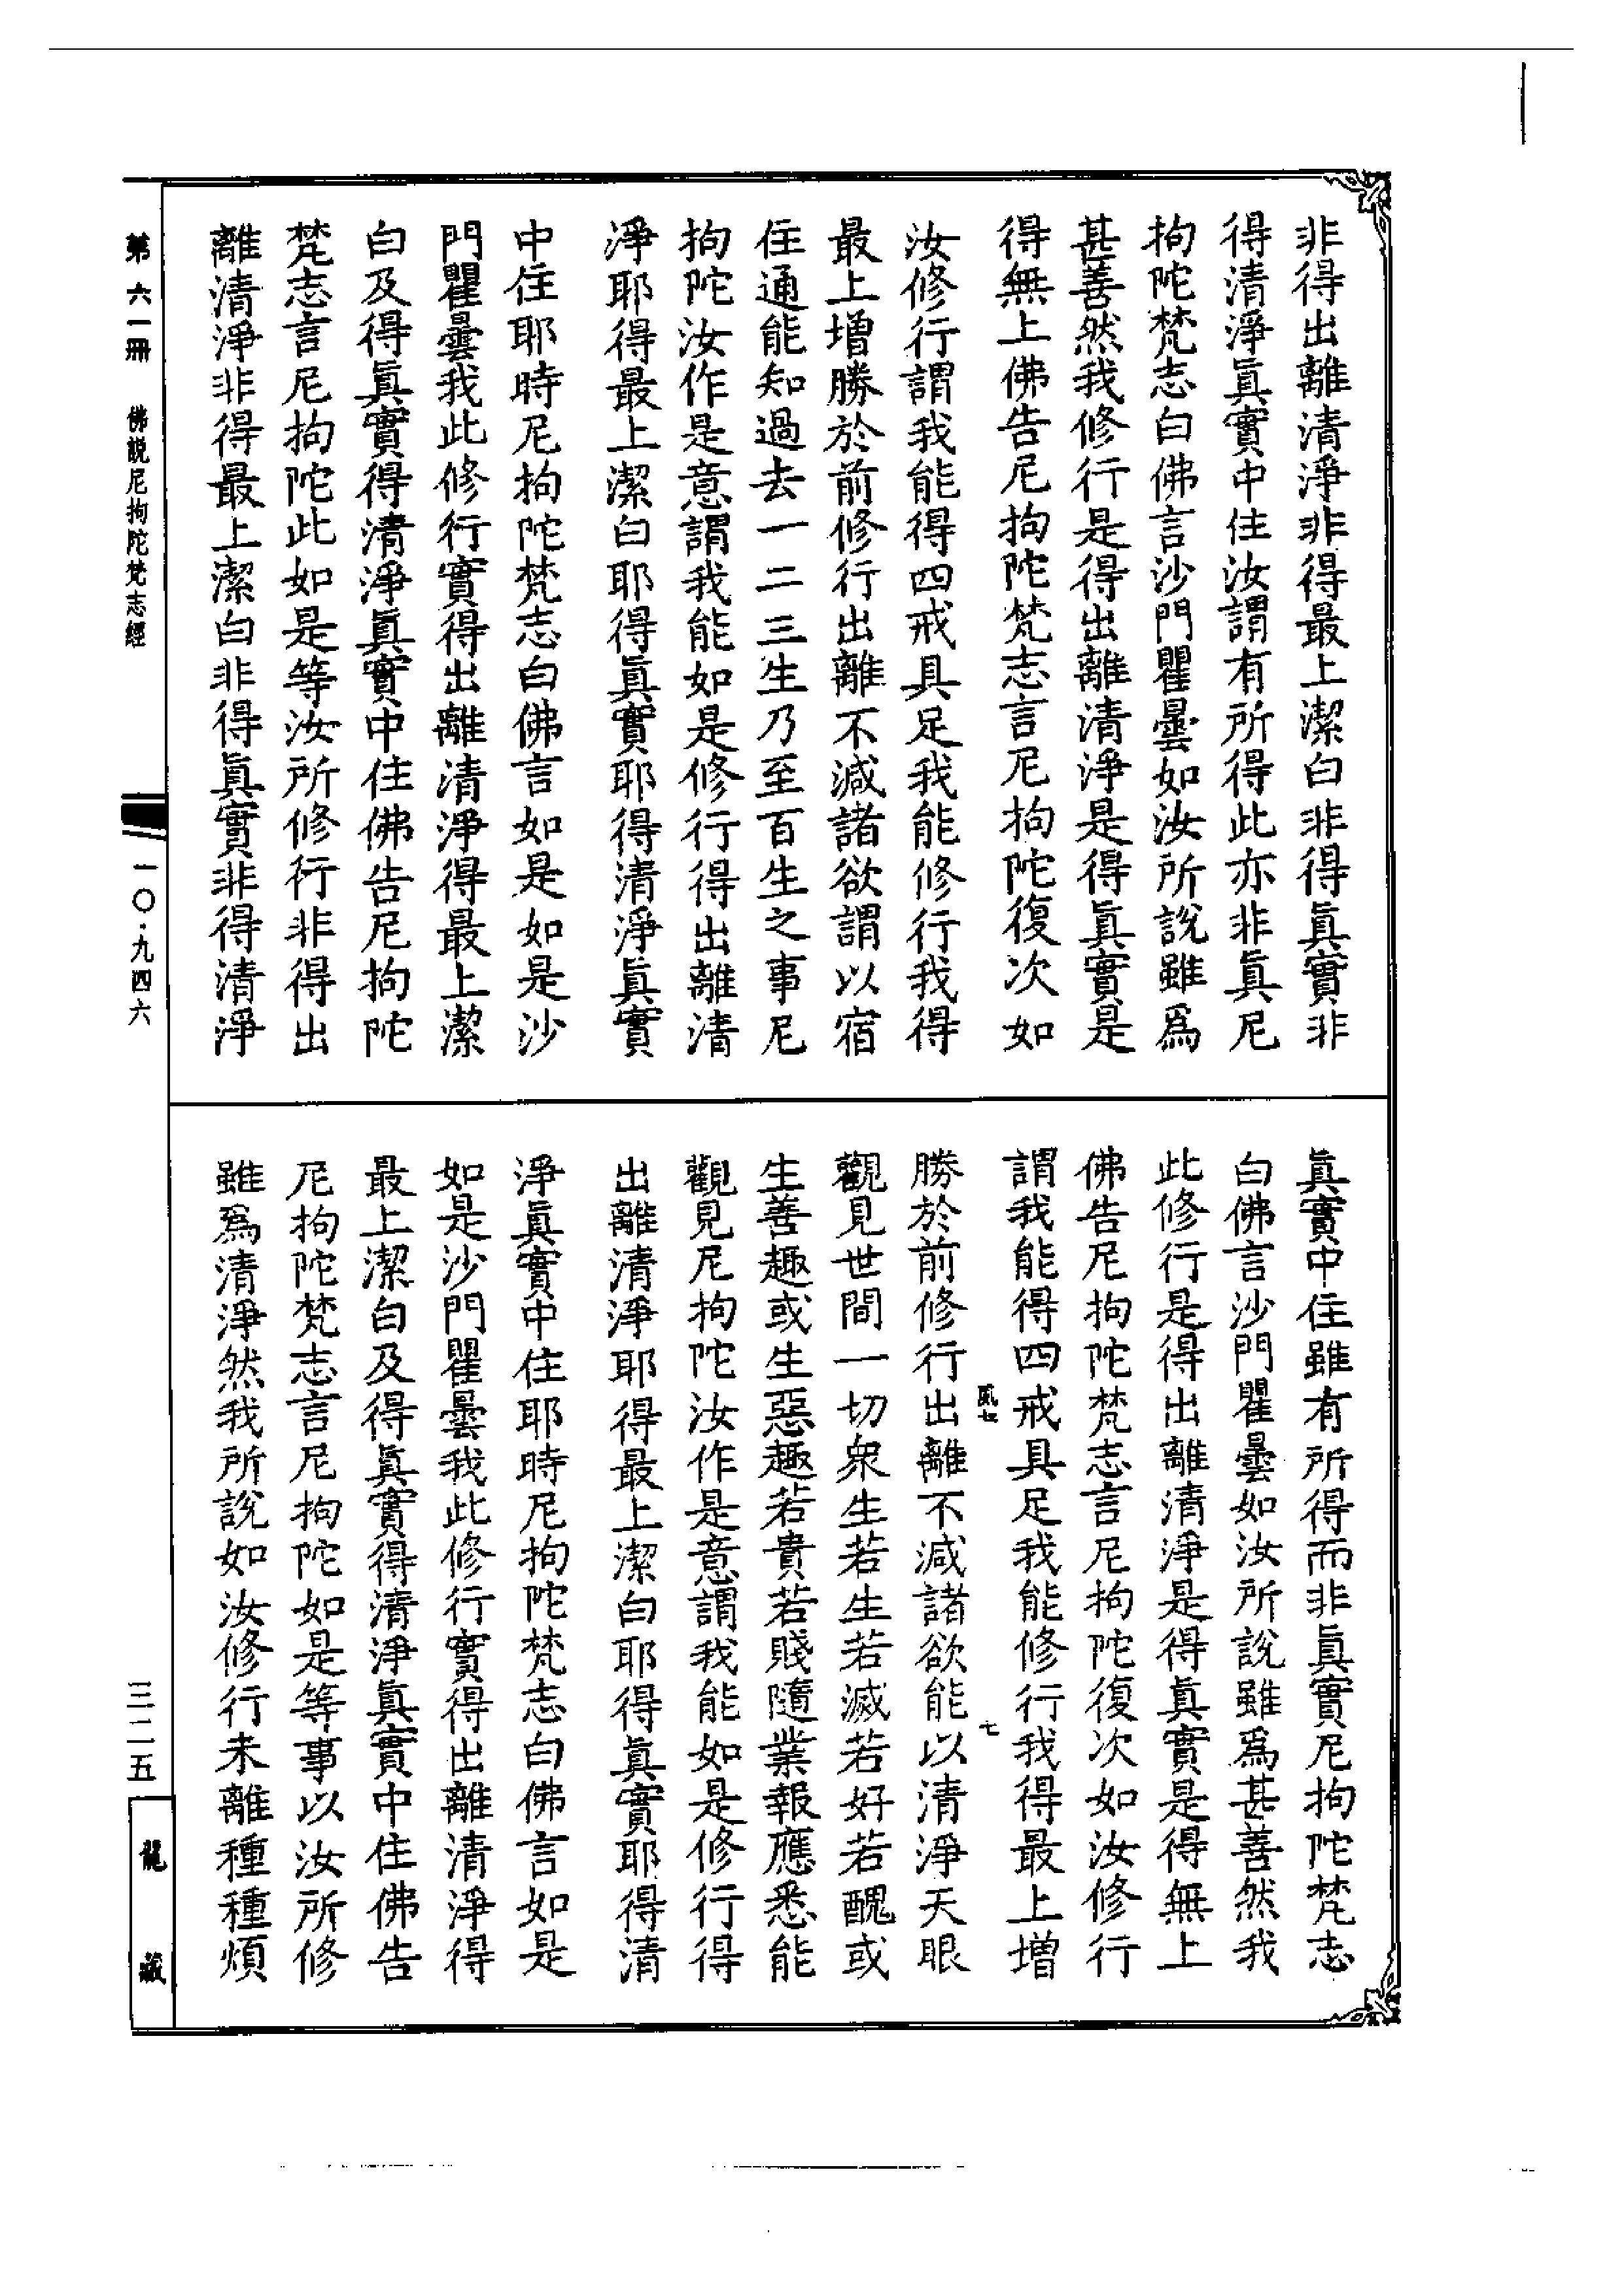 非得出離清淨非得最上潔白非得眞實非
得清淨眞實中住汝謂有所得此亦非眞尼
拘陀梵志白佛言沙門瞿曇如汝所說雖爲
甚善然我修行是得出離清淨是得眞實是
得無上佛告尼拘陀梵志言尼拘陀復次如
汝修行謂我能得四戒具足我能修行我得
最上增勝於前修行出離不減諸欲謂以宿
住通能知過去一二三生乃至百生之事尼
拘陀汝作是意謂我能如是修行得出離清
淨耶得最上潔白耶得眞實耶得清淨眞實
中住耶時尼拘陀梵志白佛言如是如是沙
門瞿曇我此修行實得出離清淨得最上潔
白及得眞實得清淨眞實中住佛告尼拘陀
梵志言尼拘陀此如是等汝所修行非得出
離清淨非得最上潔白非得眞實非得清淨
眞實中住雖有所得而非眞實尼拘陀梵志
白佛言沙門瞿曇如汝所說雖爲甚善然我
此修行是得出離清淨是得眞實是得無上
佛告尼拘陀梵志言尼拘陀復次如汝修行
謂我能得四戒具足我能修行我得最上增
風七 七
勝於前修行出離不減諸欲能以清淨天眼
觀見世間一切衆生若生若滅若好若醜或
生善趣或生惡趣若貴若賤隨業報應悉能
觀見尼拘陀汝作是意謂我能如是修行得
出離清淨耶得最上潔白耶得眞實耶得清
淨眞實中住耶時尼拘陀梵志白佛言如是
如是沙門瞿曇我此修行實得出離清淨得
最上潔白及得眞實得清淨眞實中住佛告
尼拘陀梵志言尼拘陀如是等事以汝所修
雖爲清淨然我所說如汝修行未離種種煩
第六一冊 佛說尼拘陀梵志經
一〇·九四六
三二五
龍藏